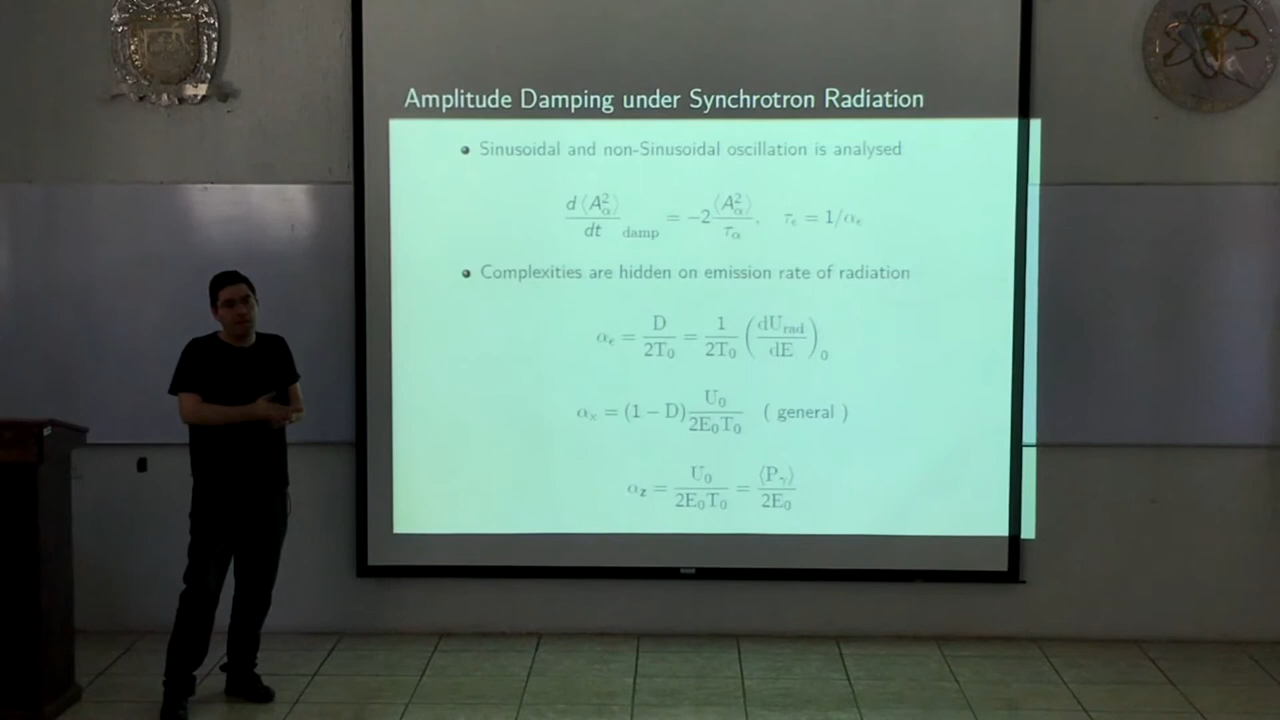 Amplitude Damping under Synchrotron Radiation
• Sinusoidal and non-Sinusoidal oscillation is analysed
d⟨A²_α⟩/dt _damp = −2 ⟨A²_α⟩/τ_α, τ_ϵ = 1/α_ϵ
• Complexities are hidden on emission rate of radiation
α_ϵ = D/2T₀ = 1/2T₀ (dU_rad/dE)₀
α_x = (1 − D) U₀/2E₀T₀ ( general )
α_z = U₀/2E₀T₀ = ⟨P_γ⟩/2E₀